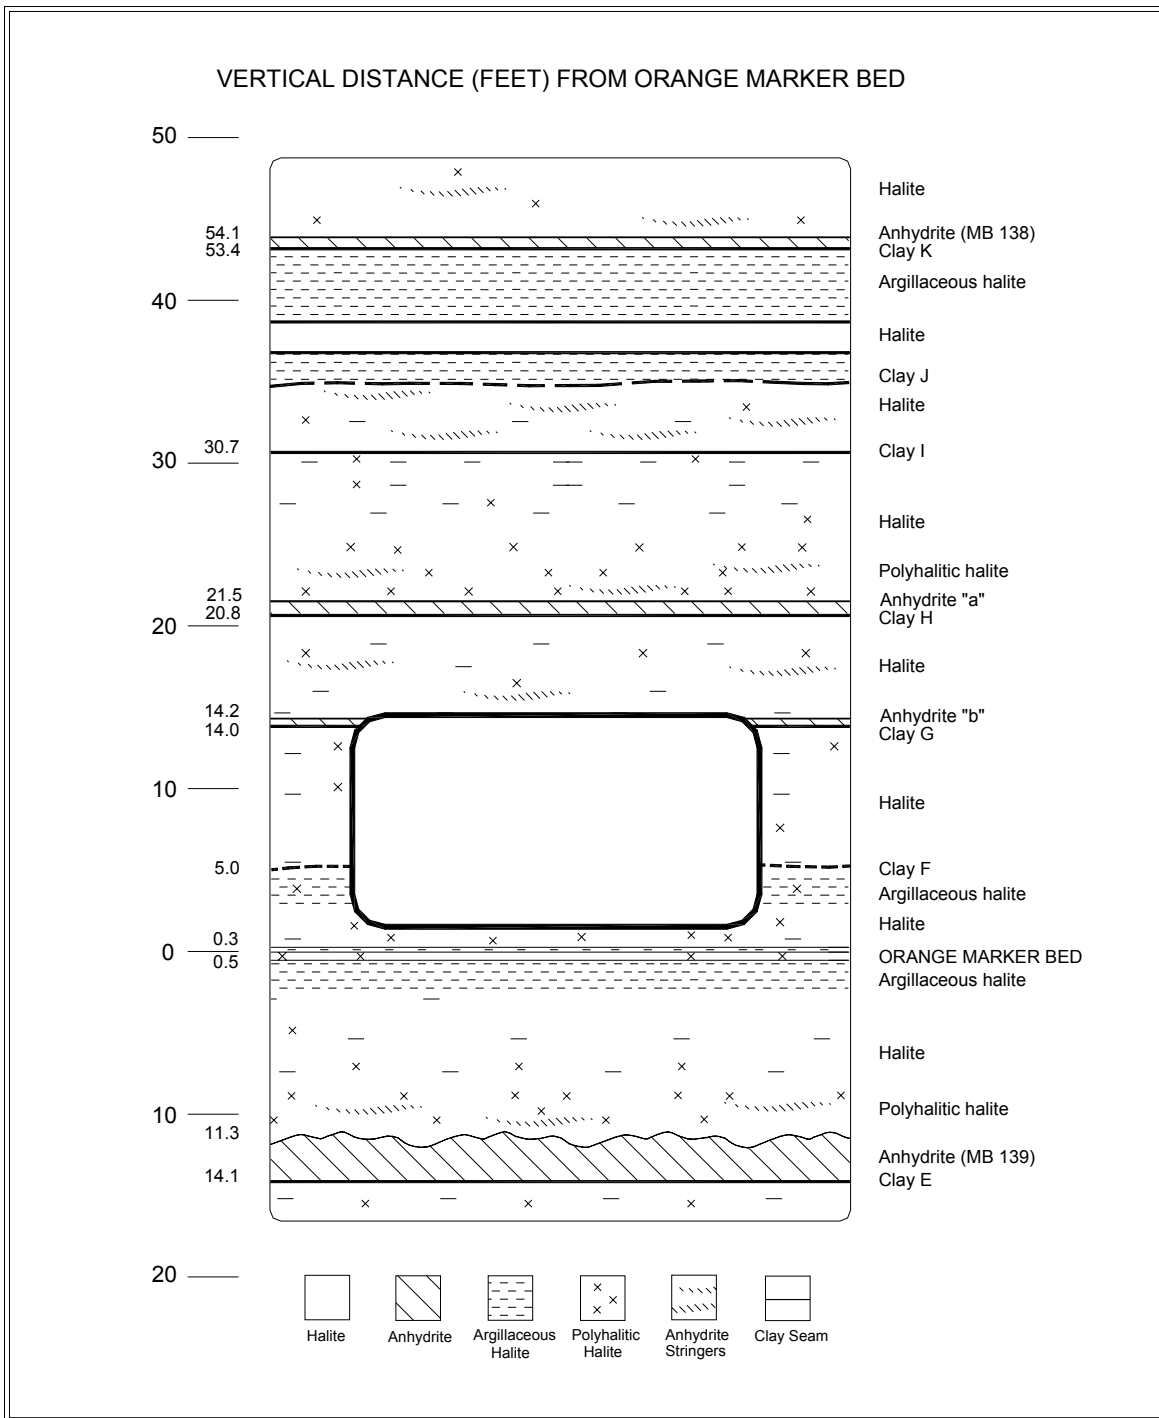 VERTICAL DISTANCE (FEET) FROM ORANGE MARKER BED
50
Halite
54.1 Anhydrite (MB 138)
53.4 Clay K
Argillaceous halite
40
Halite
Clay J
Halite
30.7 Clay I
30
Halite
Polyhalitic halite
21.5 Anhydrite "a"
20.8 Clay H
20
Halite
14.2 Anhydrite "b"
14.0 Clay G
10
Halite
5.0 Clay F
Argillaceous halite
Halite
0.3
0 ORANGE MARKER BED
0.5
Argillaceous halite
Halite
10 Polyhalitic halite
11.3
Anhydrite (MB 139)
14.1 Clay E
20
Halite Anhydrite Argillaceous Polyhalitic Anhydrite Clay Seam
Halite Halite Stringers